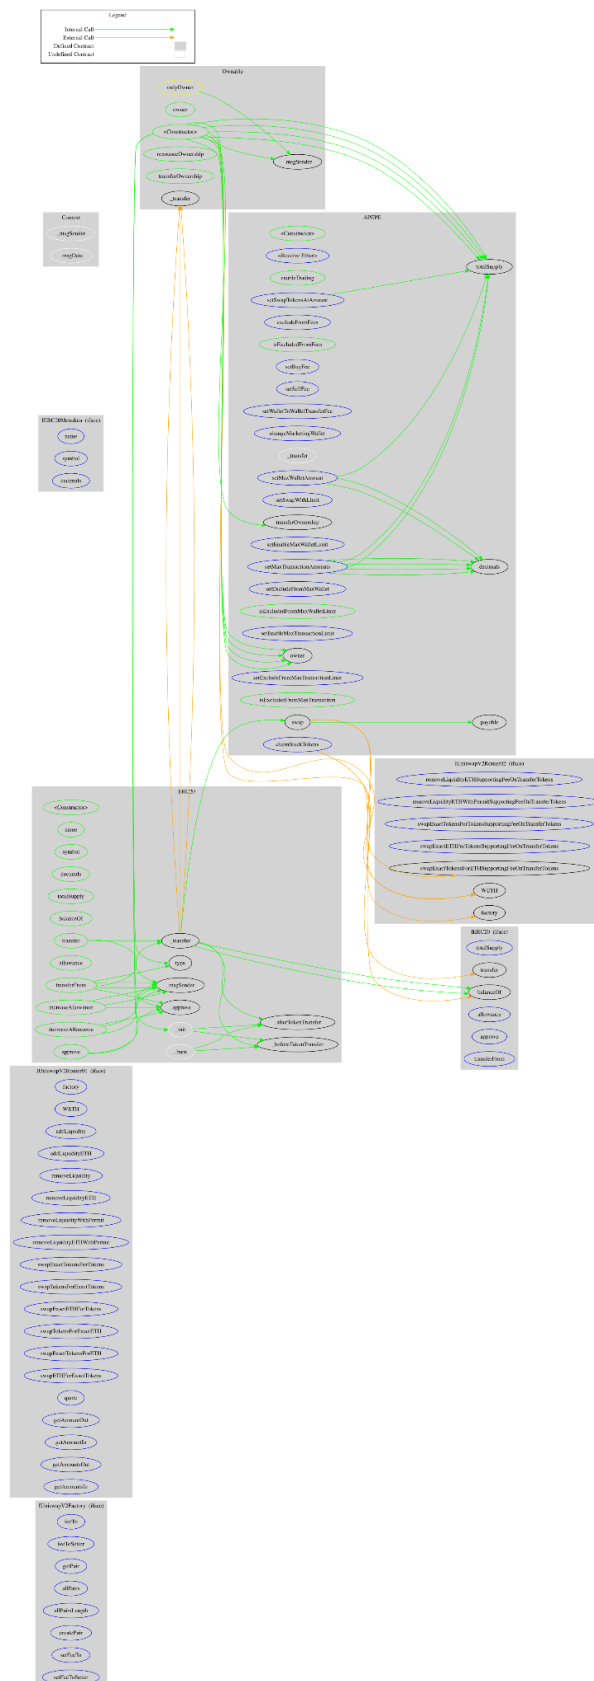 Legend
Internal Call
External Call
Defined Contract
Undefined Contract
Ownable
onlyOwner
owner
<Constructor>
renounceOwnership
transferOwnership
_msgSender
_transfer
Context
_msgSender
_msgData
APEPE
<Constructor>
<Receive Ether>
enableTrading
setSwapTokensAtAmount
excludeFromFees
isExcludedFromFees
setBuyFee
setSellFee
setWalletToWalletTransferFee
changeMarketingWallet
_transfer
setMaxWalletAmount
setSwapWithLimit
transferOwnership
setEnableMaxWalletLimit
setMaxTransactionAmounts
setExcludeFromMaxWallet
isExcludedFromMaxWalletLimit
setEnableMaxTransactionLimit
owner
setExcludeFromMaxTransactionLimit
isExcludedFromMaxTransaction
swap
claimStuckTokens
totalSupply
decimals
payable
IERC20Metadata (iface)
name
symbol
decimals
IUniswapV2Router02 (iface)
removeLiquidityETHSupportingFeeOnTransferTokens
removeLiquidityETHWithPermitSupportingFeeOnTransferTokens
swapExactTokensForTokensSupportingFeeOnTransferTokens
swapExactETHForTokensSupportingFeeOnTransferTokens
swapExactTokensForETHSupportingFeeOnTransferTokens
WETH
factory
ERC20
<Constructor>
name
symbol
decimals
totalSupply
balanceOf
transfer
allowance
transferFrom
increaseAllowance
decreaseAllowance
approve
_transfer
type
_msgSender
_approve
_mint
_burn
_afterTokenTransfer
_beforeTokenTransfer
IERC20 (iface)
totalSupply
transfer
balanceOf
allowance
approve
transferFrom
IUniswapV2Router01 (iface)
factory
WETH
addLiquidity
addLiquidityETH
removeLiquidity
removeLiquidityETH
removeLiquidityWithPermit
removeLiquidityETHWithPermit
swapExactTokensForTokens
swapTokensForExactTokens
swapExactETHForTokens
swapTokensForExactETH
swapExactTokensForETH
swapETHForExactTokens
quote
getAmountOut
getAmountIn
getAmountsOut
getAmountsIn
IUniswapV2Factory (iface)
feeTo
feeToSetter
getPair
allPairs
allPairsLength
createPair
setFeeTo
setFeeToSetter